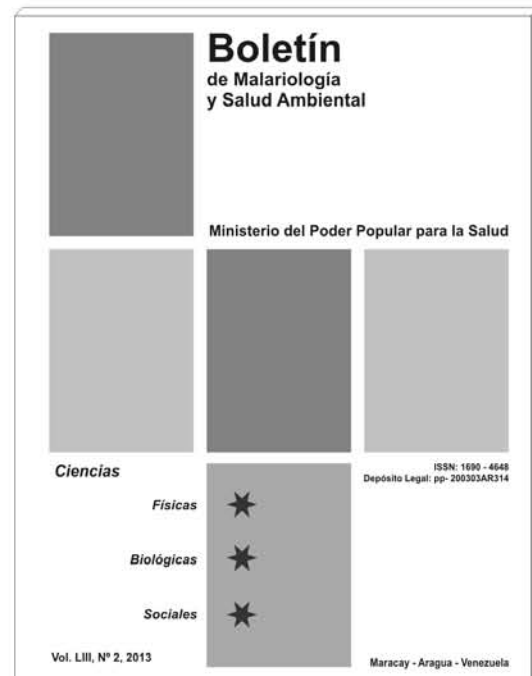 Boletín
de Malariología
y Salud Ambiental
Ministerio del Poder Popular para la Salud
Ciencias
ISSN: 1690 - 4648
Depósito Legal: pp- 200303AR314
Físicas
Biológicas
Sociales
Vol. LIII, Nº 2, 2013
Maracay - Aragua - Venezuela